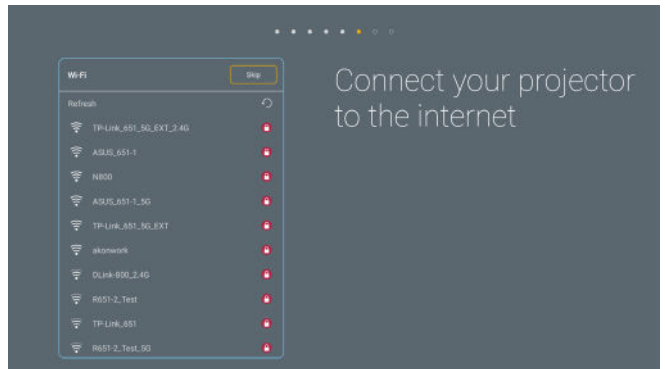 Wi-Fi
Skip
Refresh
TP-Link_651_5G_EXT_2.4G
ASUS_651-1
N800
ASUS_651-1_5G
TP-Link_651_5G_EXT
akonwork
DLink-800_2.4G
R651-2_Test
TP-Link_651
R651-2_Test_5G
Connect your projector
to the internet